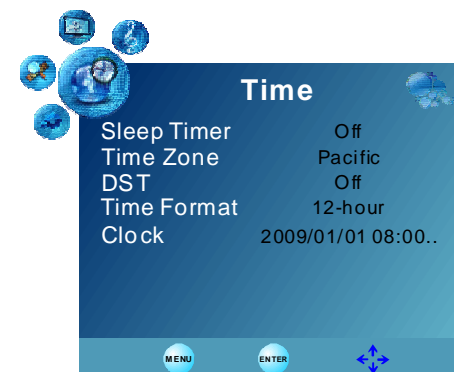 Time
Sleep Timer Off
Time Zone Pacific
DST Off
Time Format 12-hour
Clock 2009/01/01 08:00..
MENU ENTER